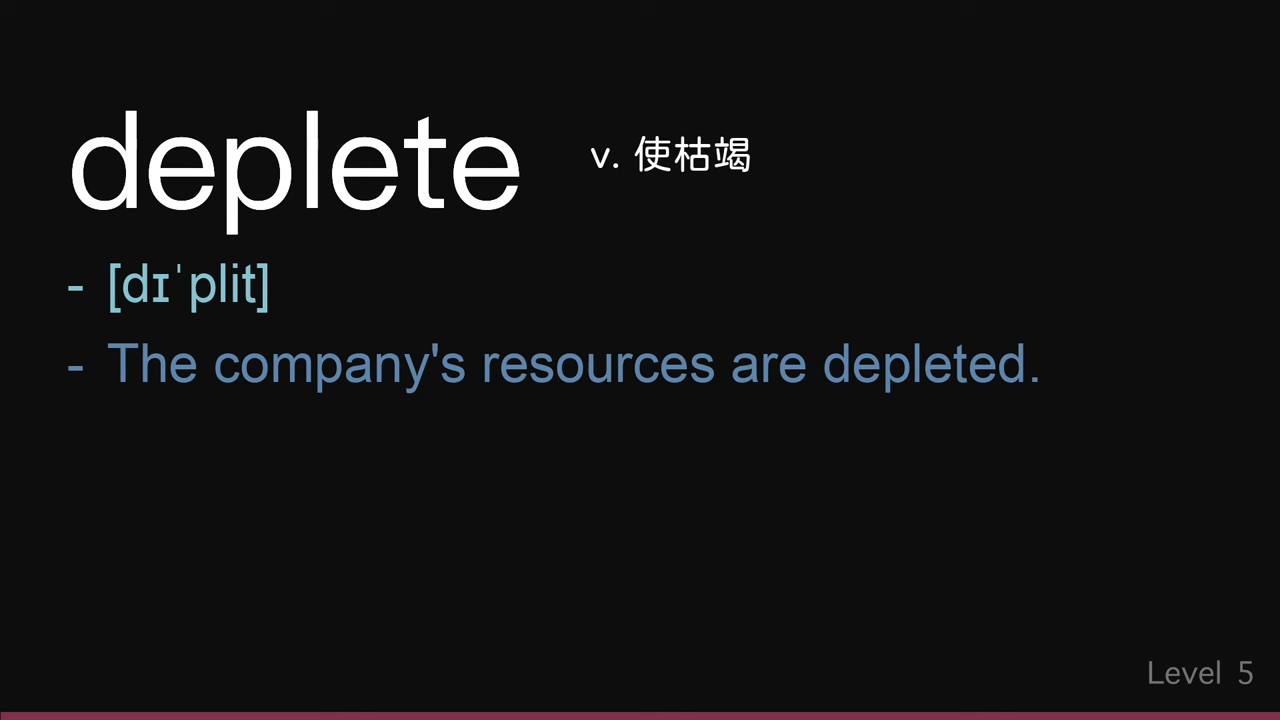 deplete v. 使枯竭
- [dɪˈplit]
- The company's resources are depleted.
Level 5